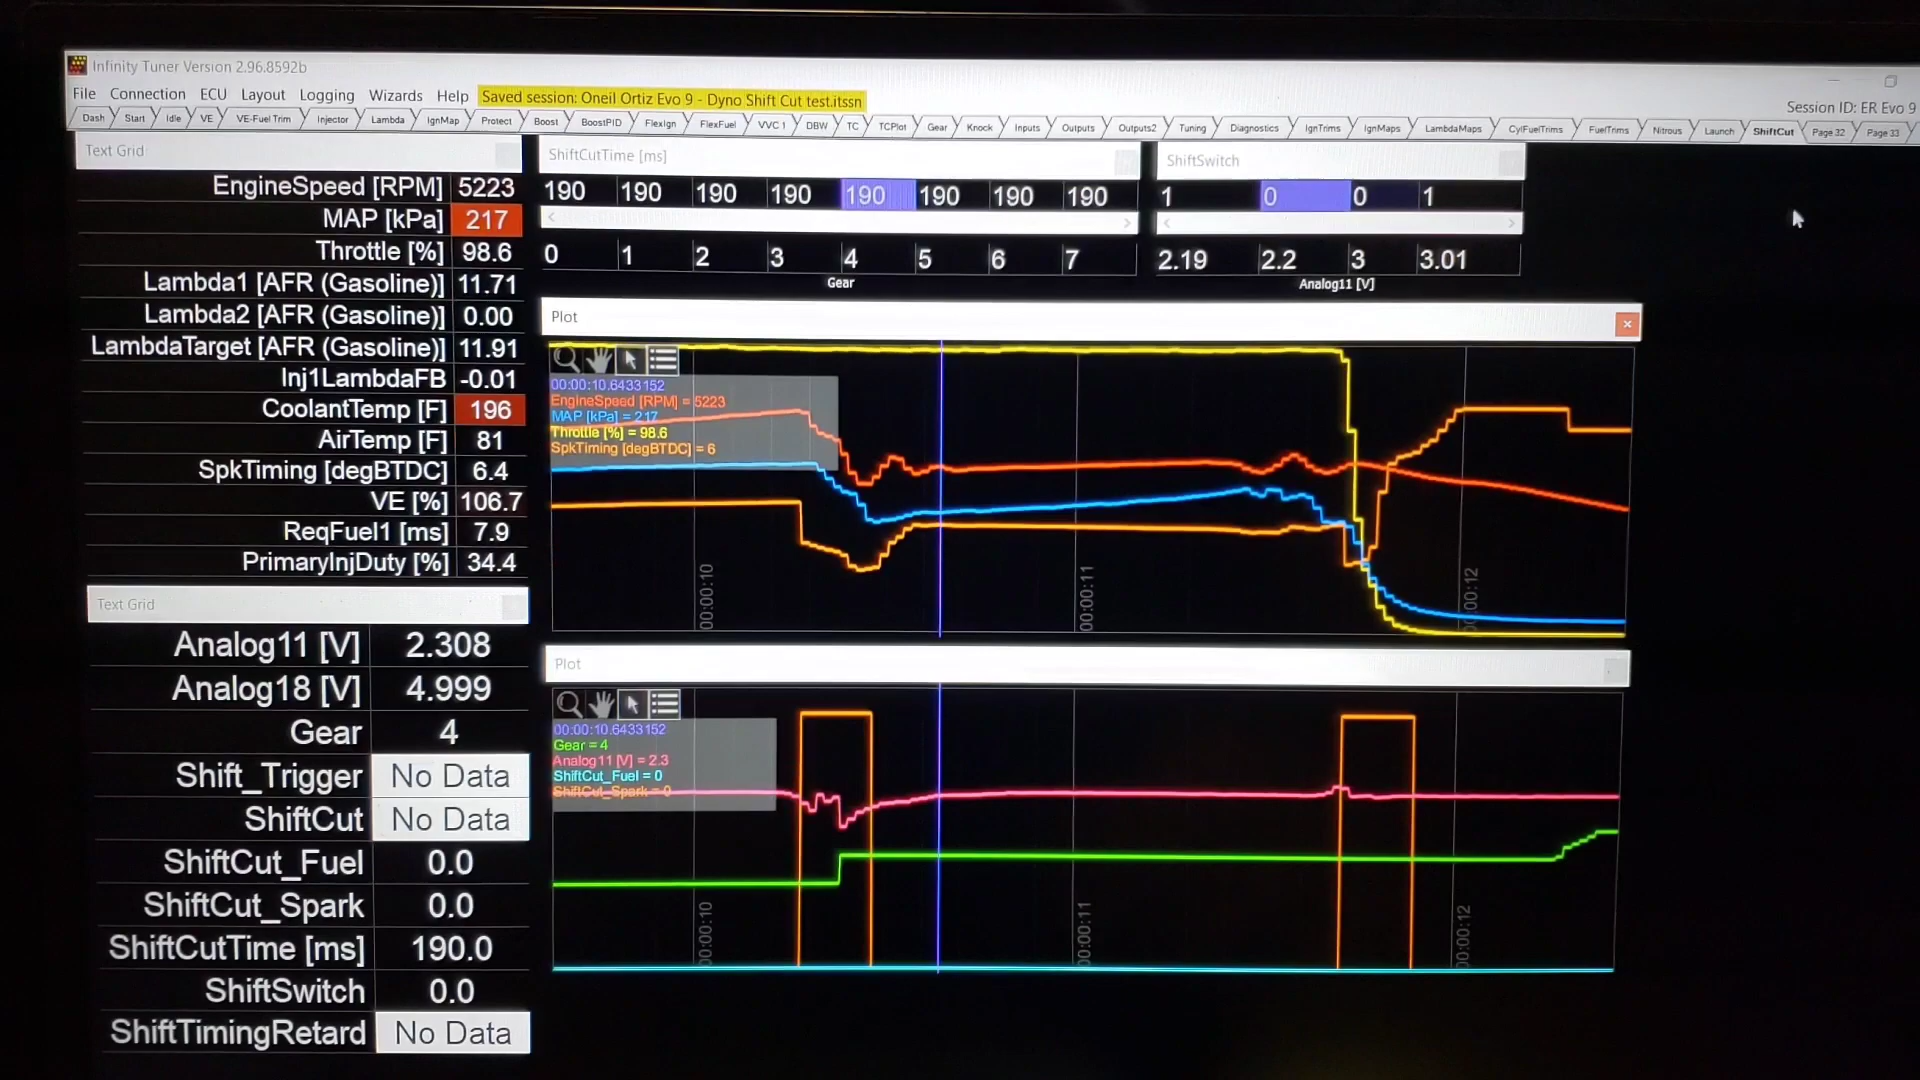 Infinity Tuner Version 2.96.8592b
File Connection ECU Layout Logging Wizards Help Saved session: Oneil Ortiz Evo 9 - Dyno Shift Cut test.itssn
Session ID: ER Evo 9
Dash Start Idle VE VE-Fuel Trim Injector Lambda IgnMap Protect Boost BoostPID FlexIgn FlexFuel VVC 1 DBW TC TCPlot Gear Knock Inputs Outputs Outputs2 Tuning Diagnostics IgnTrims IgnMaps LambdaMaps CylFuelTrims FuelTrims Nitrous Launch ShiftCut Page 32 Page 33
Text Grid
EngineSpeed [RPM] 5223
MAP [kPa] 217
Throttle [%] 98.6
Lambda1 [AFR (Gasoline)] 11.71
Lambda2 [AFR (Gasoline)] 0.00
LambdaTarget [AFR (Gasoline)] 11.91
Inj1LambdaFB -0.01
CoolantTemp [F] 196
AirTemp [F] 81
SpkTiming [degBTDC] 6.4
VE [%] 106.7
ReqFuel1 [ms] 7.9
PrimaryInjDuty [%] 34.4
Text Grid
Analog11 [V] 2.308
Analog18 [V] 4.999
Gear 4
Shift_Trigger No Data
ShiftCut No Data
ShiftCut_Fuel 0.0
ShiftCut_Spark 0.0
ShiftCutTime [ms] 190.0
ShiftSwitch 0.0
ShiftTimingRetard No Data
ShiftCutTime [ms]
190 190 190 190 190 190 190 190
0 1 2 3 4 5 6 7
Gear
ShiftSwitch
1 0 0 1
2.19 2.2 3 3.01
Analog11 [V]
Plot
00:00:10.6433152
EngineSpeed [RPM] = 5223
MAP [kPa] = 217
Throttle [%] = 98.6
SpkTiming [degBTDC] = 6
00:00:10
00:00:11
00:00:12
Plot
00:00:10.6433152
Gear = 4
Analog11 [V] = 2.3
ShiftCut_Fuel = 0
ShiftCut_Spark = 0
00:00:10
00:00:11
00:00:12